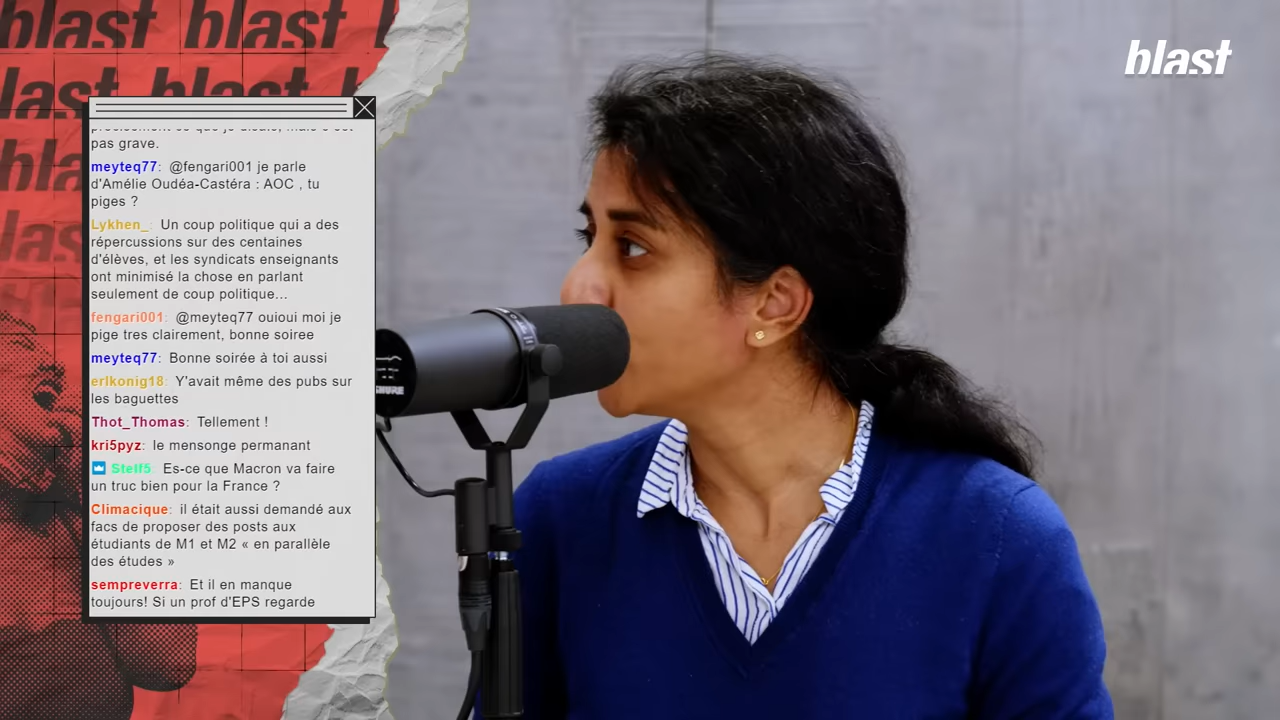 blast blast
blast
pas grave.
meyteq77: @fengari001 je parle
d'Amélie Oudéa-Castéra : AOC , tu
piges ?
Lykhen_: Un coup politique qui a des
répercussions sur des centaines
d'élèves, et les syndicats enseignants
ont minimisé la chose en parlant
seulement de coup politique...
fengari001: @meyteq77 ouioui moi je
pige tres clairement, bonne soiree
meyteq77: Bonne soirée à toi aussi
erlkonig18: Y'avait même des pubs sur
les baguettes
Thot_Thomas: Tellement !
kri5pyz: le mensonge permanant
Stelf5: Es-ce que Macron va faire
un truc bien pour la France ?
Climacique: il était aussi demandé aux
facs de proposer des posts aux
étudiants de M1 et M2 « en parallèle
des études »
sempreverra: Et il en manque
toujours! Si un prof d'EPS regarde
SHURE